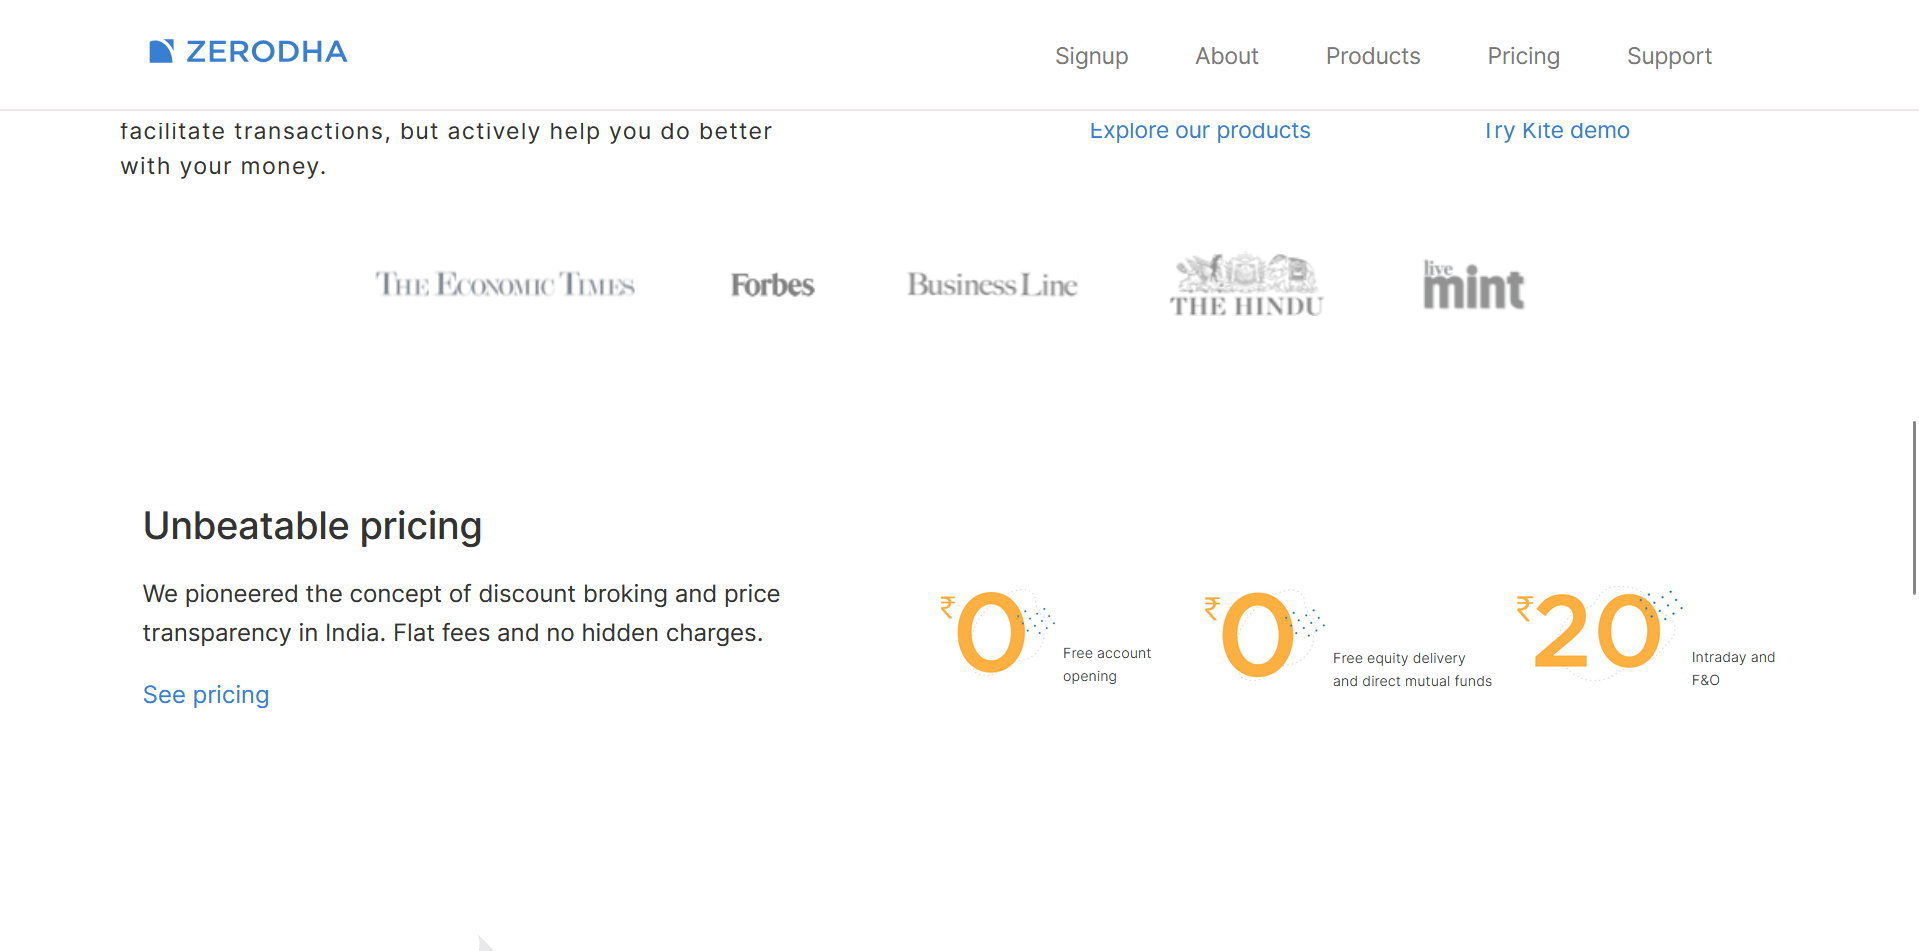 ZERODHA
Signup
About
Products
Pricing
Support
facilitate transactions, but actively help you do better
with your money.
Explore our products
Try Kite demo
THE ECONOMIC TIMES
Forbes
Business Line
THE HINDU
live
mint
Unbeatable pricing
We pioneered the concept of discount broking and price
transparency in India. Flat fees and no hidden charges.
See pricing
₹0
Free account
opening
₹0
Free equity delivery
and direct mutual funds
₹20
Intraday and
F&O